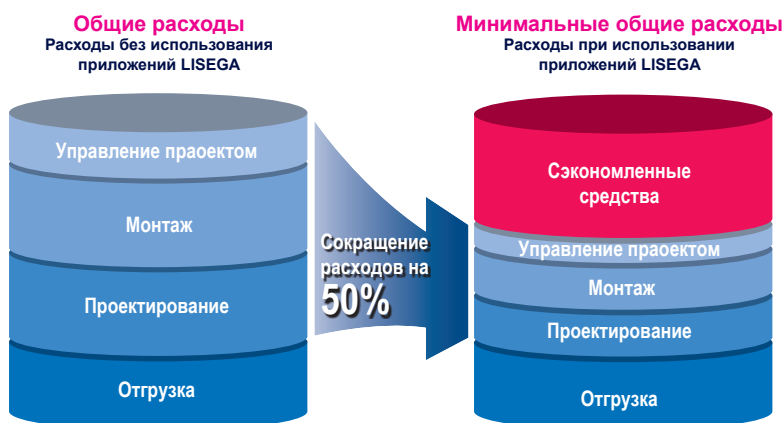 Общие расходы
Расходы без использования
приложений LISEGA
Управление праоектом
Монтаж
Проектирование
Отгрузка
Сокращение
расходов на
50%
Минимальные общие расходы
Расходы при использовании
приложений LISEGA
Сэкономленные
средства
Управление праоектом
Монтаж
Проектирование
Отгрузка